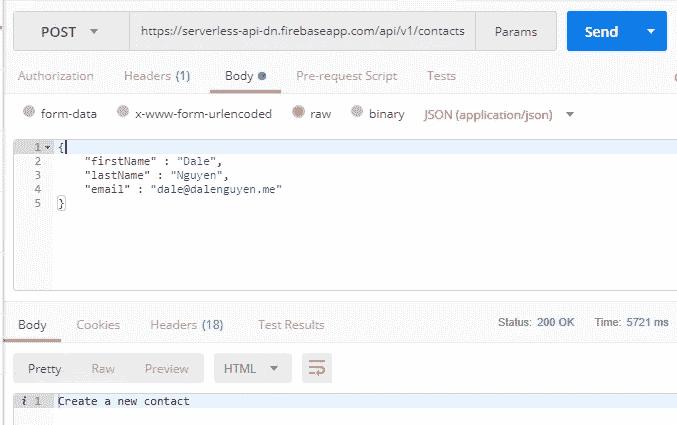 POST https://serverless-api-dn.firebaseapp.com/api/v1/contacts Params Send
Authorization Headers (1) Body Pre-request Script Tests
form-data x-www-form-urlencoded raw binary JSON (application/json)
1 {
2 "firstName" : "Dale",
3 "lastName" : "Nguyen",
4 "email" : "dale@dalenguyen.me"
5 }
Body Cookies Headers (18) Test Results Status: 200 OK Time: 5721 ms
Pretty Raw Preview HTML
i 1 Create a new contact